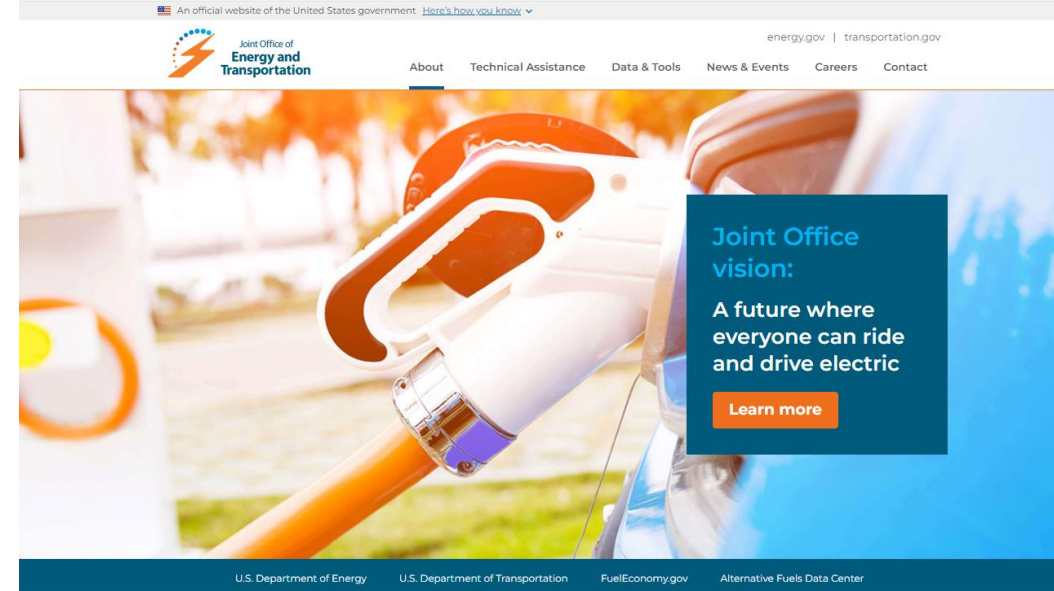 An official website of the United States government Here's how you know
energy.gov | transportation.gov
Joint Office of
Energy and
Transportation
About Technical Assistance Data & Tools News & Events Careers Contact
Joint Office
vision:
A future where
everyone can ride
and drive electric
Learn more
U.S. Department of Energy U.S. Department of Transportation FuelEconomy.gov Alternative Fuels Data Center